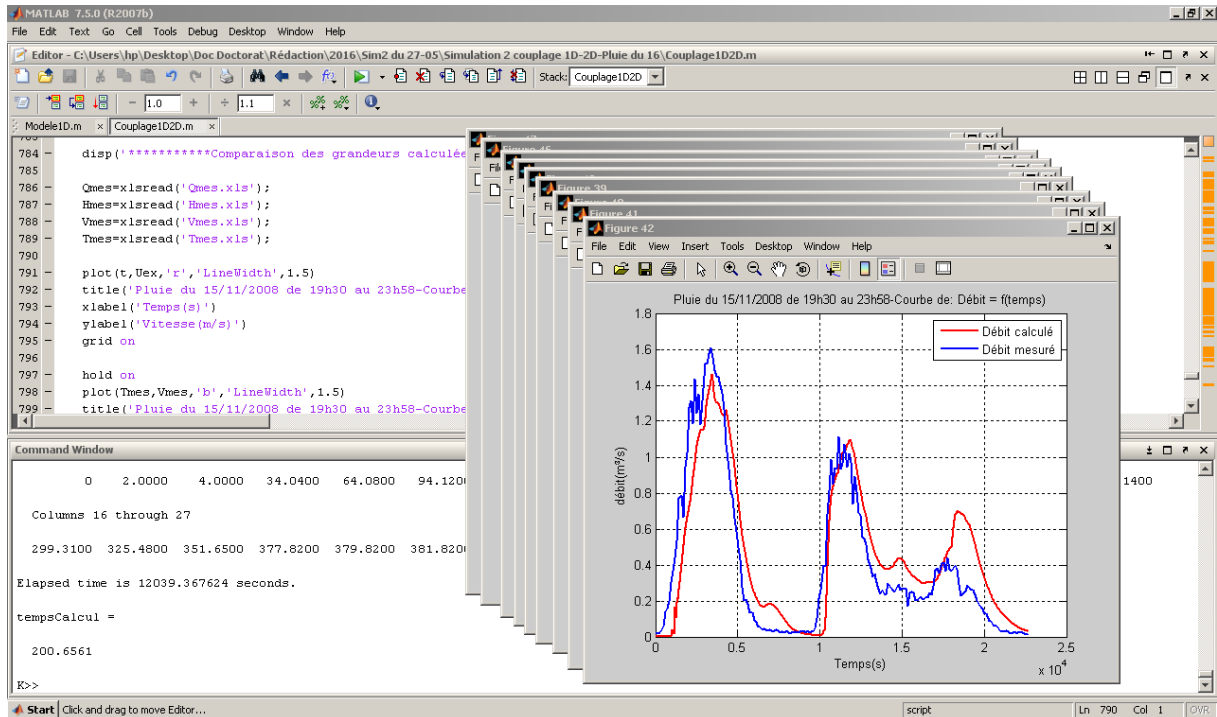 MATLAB 7.5.0 (R2007b)
File Edit Text Go Cell Tools Debug Desktop Window Help
Editor - C:\Users\hp\Desktop\Doc Doctorat\Rédaction\2016\Sim2 du 27-05\Simulation 2 couplage 1D-2D-Pluie du 16\Couplage1D2D.m
Stack: Couplage1D2D
1.0 1.1
Modele1D.m Couplage1D2D.m
784 disp('***********Comparaison des grandeurs calculée
785
786 Qmes=xlsread('Qmes.xls');
787 Hmes=xlsread('Hmes.xls');
788 Vmes=xlsread('Vmes.xls');
789 Tmes=xlsread('Tmes.xls');
790
791 plot(t,Uex,'r','LineWidth',1.5)
792 title('Pluie du 15/11/2008 de 19h30 au 23h58-Courbe
793 xlabel('Temps(s)')
794 ylabel('Vitesse(m/s)')
795 grid on
796
797 hold on
798 plot(Tmes,Vmes,'b','LineWidth',1.5)
799 title('Pluie du 15/11/2008 de 19h30 au 23h58-Courbe
Figure 39
Figure 41
Figure 42
File Edit View Insert Tools Desktop Window Help
Pluie du 15/11/2008 de 19h30 au 23h58-Courbe de: Débit = f(temps)
Débit calculé
Débit mesuré
1.8
1.6
1.4
1.2
1
0.8
0.6
0.4
0.2
0
débit(m³/s)
0 0.5 1 1.5 2 2.5
Temps(s)
x 10⁴
Command Window
0 2.0000 4.0000 34.0400 64.0800 94.120
1400
Columns 16 through 27
299.3100 325.4800 351.6500 377.8200 379.8200 381.820
Elapsed time is 12039.367624 seconds.
tempsCalcul =
200.6561
K>>
Start Click and drag to move Editor... script Ln 790 Col 1 OVR